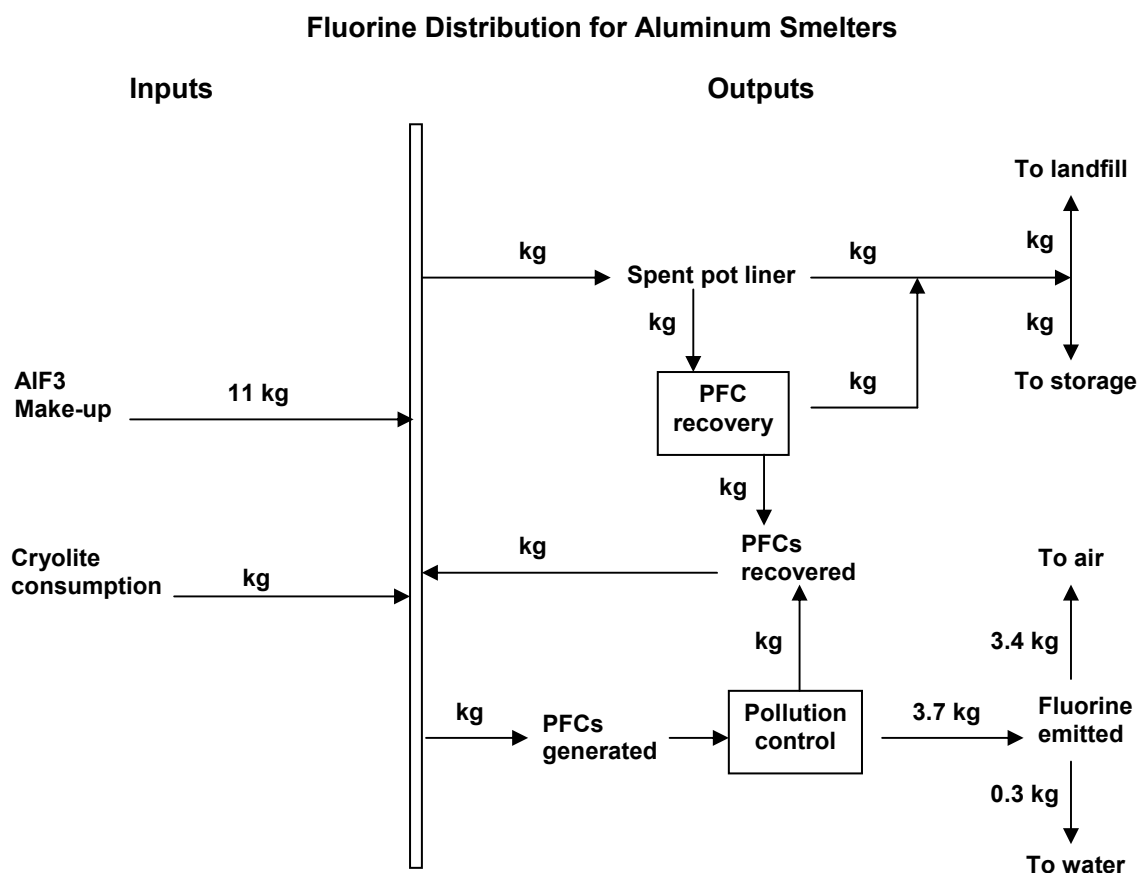 Fluorine Distribution for Aluminum Smelters
Inputs
Outputs
To landfill
kg
kg
kg
Spent pot liner
kg
kg
To storage
AlF3
Make-up
11 kg
PFC
recovery
kg
kg
Cryolite
consumption
kg
kg
PFCs
recovered
To air
kg
3.4 kg
kg
PFCs
generated
Pollution
control
3.7 kg
Fluorine
emitted
0.3 kg
To water